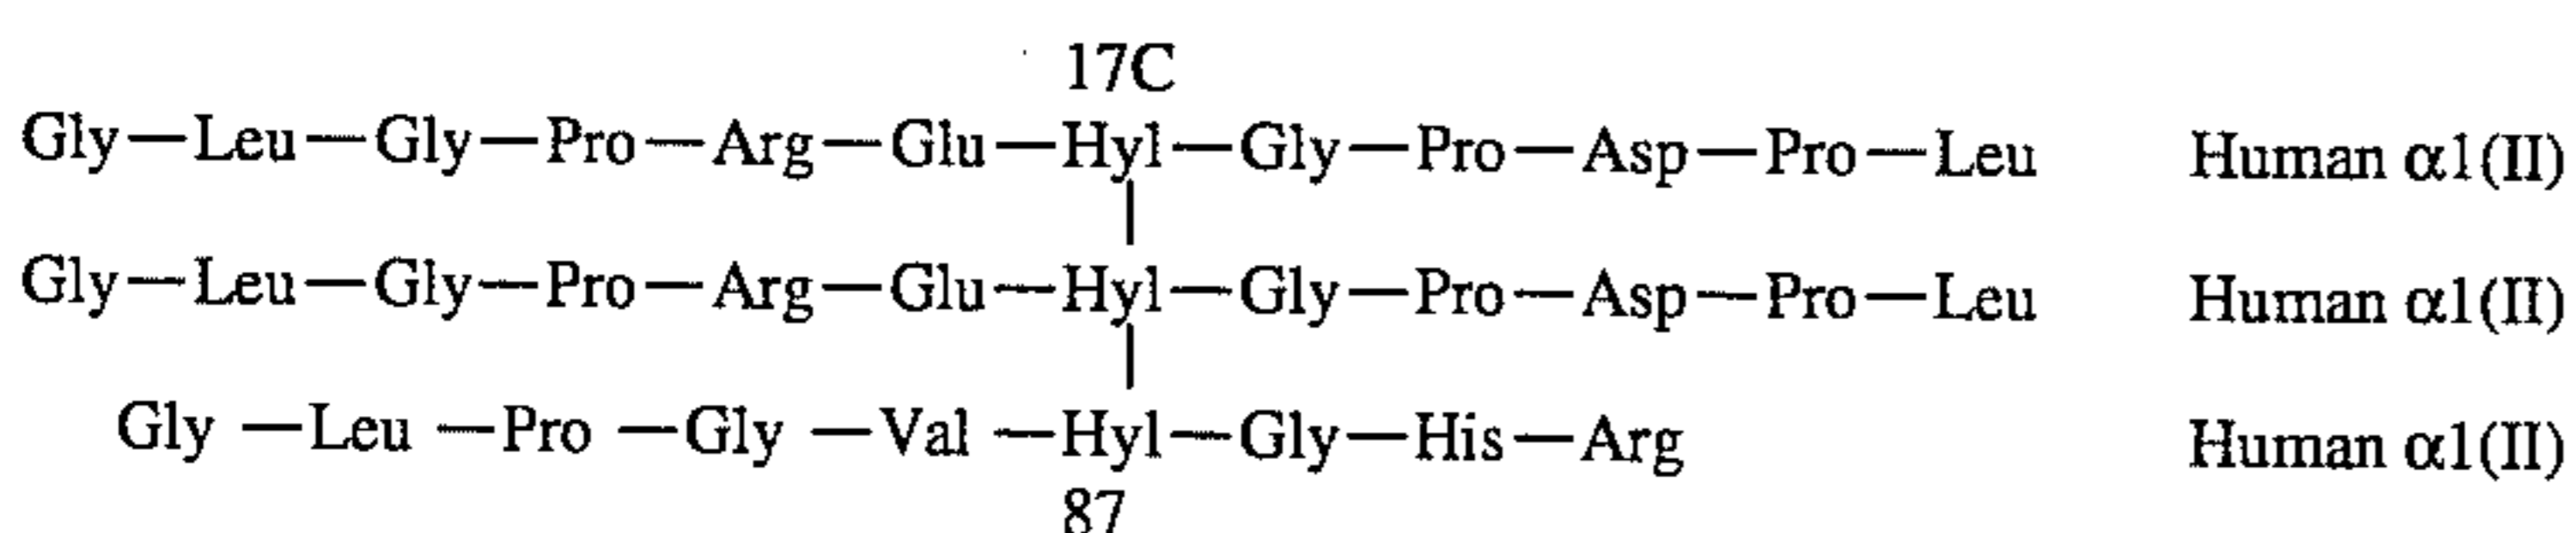 17C
Gly—Leu—Gly—Pro—Arg—Glu—Hyl—Gly—Pro—Asp—Pro—Leu Human α1(II)
Gly—Leu—Gly—Pro—Arg—Glu—Hyl—Gly—Pro—Asp—Pro—Leu Human α1(II)
Gly—Leu—Pro—Gly—Val—Hyl—Gly—His—Arg Human α1(II)
87